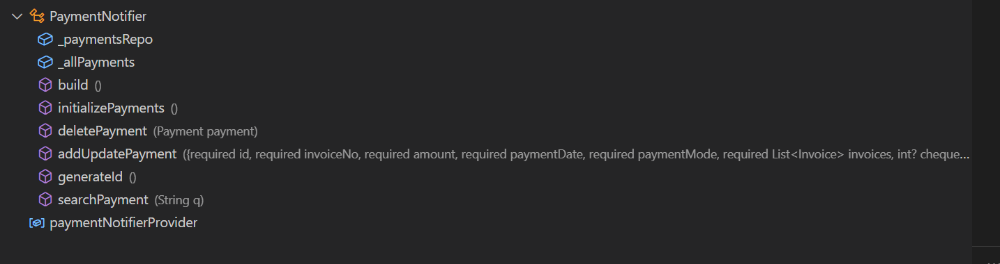 PaymentNotifier
_paymentsRepo
_allPayments
build ()
initializePayments ()
deletePayment (Payment payment)
addUpdatePayment ({required id, required invoiceNo, required amount, required paymentDate, required paymentMode, required List<Invoice> invoices, int? cheque...
generateId ()
searchPayment (String q)
paymentNotifierProvider